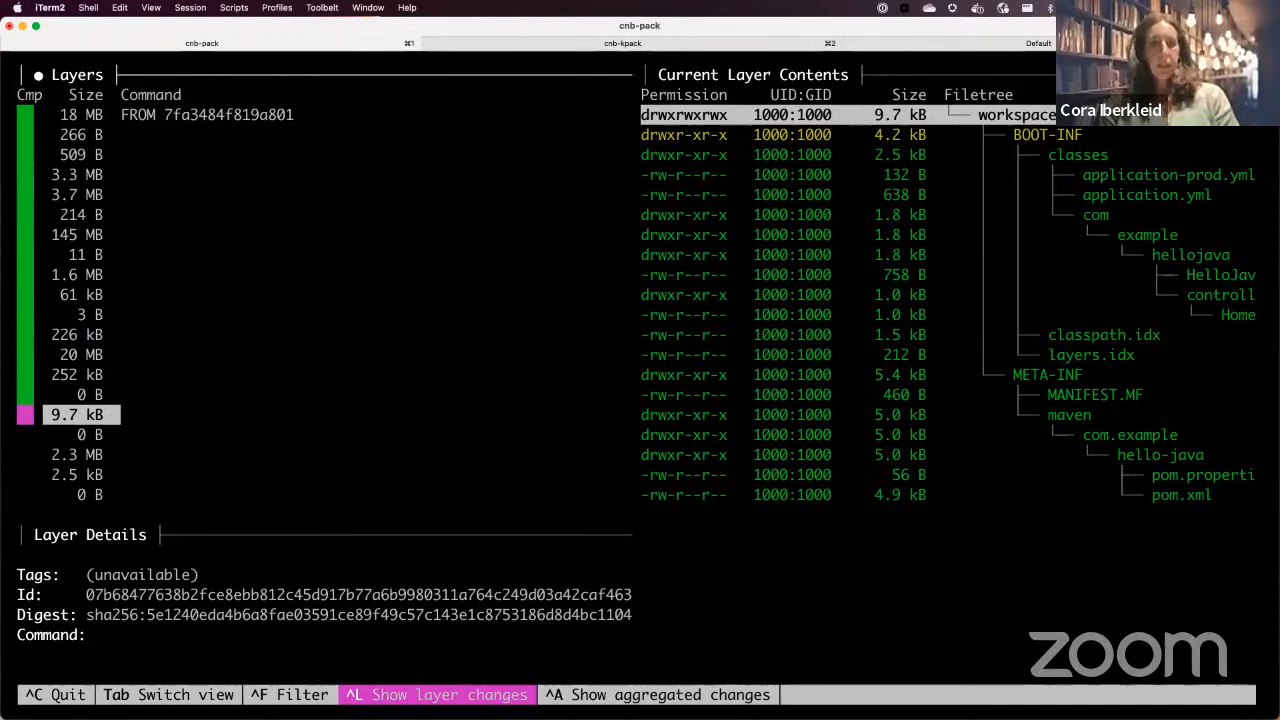 iTerm2 Shell Edit View Session Scripts Profiles Toolbelt Window Help
cnb-pack
cnb-pack ⌘1 cnb-kpack ⌘2 Default
● Layers
Cmp Size Command
18 MB FROM 7fa3484f819a801
266 B
509 B
3.3 MB
3.7 MB
214 B
145 MB
11 B
1.6 MB
61 kB
3 B
226 kB
20 MB
252 kB
0 B
9.7 kB
0 B
2.3 MB
2.5 kB
0 B
Layer Details
Tags: (unavailable)
Id: 07b68477638b2fce8ebb812c45d917b77a6b9980311a764c249d03a42caf463
Digest: sha256:5e1240eda4b6a8fae03591ce89f49c57c143e1c8753186d8d4bc1104
Command:
Current Layer Contents
Permission UID:GID Size Filetree
drwxrwxrwx 1000:1000 9.7 kB └── workspace
drwxr-xr-x 1000:1000 4.2 kB ├── BOOT-INF
drwxr-xr-x 1000:1000 2.5 kB │ ├── classes
-rw-r--r-- 1000:1000 132 B │ │ ├── application-prod.yml
-rw-r--r-- 1000:1000 638 B │ │ ├── application.yml
drwxr-xr-x 1000:1000 1.8 kB │ │ └── com
drwxr-xr-x 1000:1000 1.8 kB │ │ └── example
drwxr-xr-x 1000:1000 1.8 kB │ │ └── hellojava
-rw-r--r-- 1000:1000 758 B │ │ ├── HelloJav
drwxr-xr-x 1000:1000 1.0 kB │ │ └── controll
-rw-r--r-- 1000:1000 1.0 kB │ │ └── Home
-rw-r--r-- 1000:1000 1.5 kB │ ├── classpath.idx
-rw-r--r-- 1000:1000 212 B │ └── layers.idx
drwxr-xr-x 1000:1000 5.4 kB └── META-INF
-rw-r--r-- 1000:1000 460 B ├── MANIFEST.MF
drwxr-xr-x 1000:1000 5.0 kB └── maven
drwxr-xr-x 1000:1000 5.0 kB └── com.example
drwxr-xr-x 1000:1000 5.0 kB └── hello-java
-rw-r--r-- 1000:1000 56 B ├── pom.properti
-rw-r--r-- 1000:1000 4.9 kB └── pom.xml
Cora Iberkleid
zoom
^C Quit Tab Switch view ^F Filter ^L Show layer changes ^A Show aggregated changes